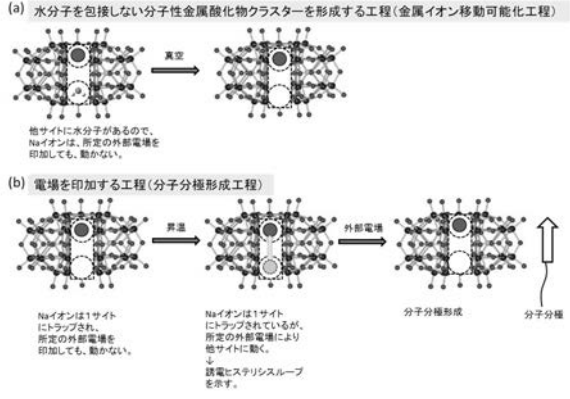 (a) 水分子を包接しない分子性金属酸化物クラスターを形成する工程(金属イオン移動可能化工程)
真空
他サイトに水分子があるので、
Naイオンは、所定の外部電場を
印加しても、動かない。
(b) 電場を印加する工程(分子分極形成工程)
昇温
外部電場
Naイオンは1サイト
にトラップされ、
所定の外部電場を
印加しても、動かない。
Naイオンは1サイト
にトラップされているが、
所定の外部電場により
他サイトに動く。
↓
誘電ヒステリシスループ
を示す。
分子分極形成
分子分極